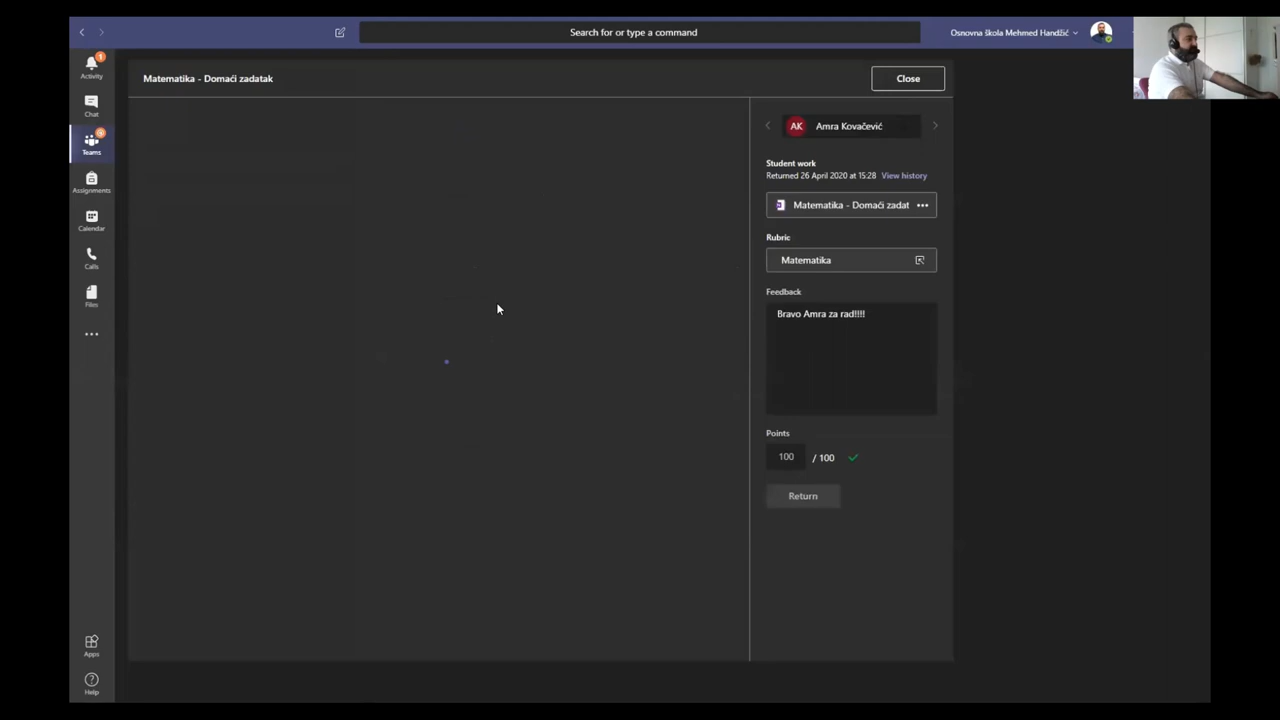 Search for or type a command
Osnovna škola Mehmed Handžić
1
Activity
Chat
Teams
Assignments
Calendar
Calls
Files
Apps
Help
Matematika - Domaći zadatak
Close
AK
Amra Kovačević
Student work
Returned 26 April 2020 at 15:28 View history
Matematika - Domaći zadat
Rubric
Matematika
Feedback
Bravo Amra za rad!!!!
Points
100 / 100
Return